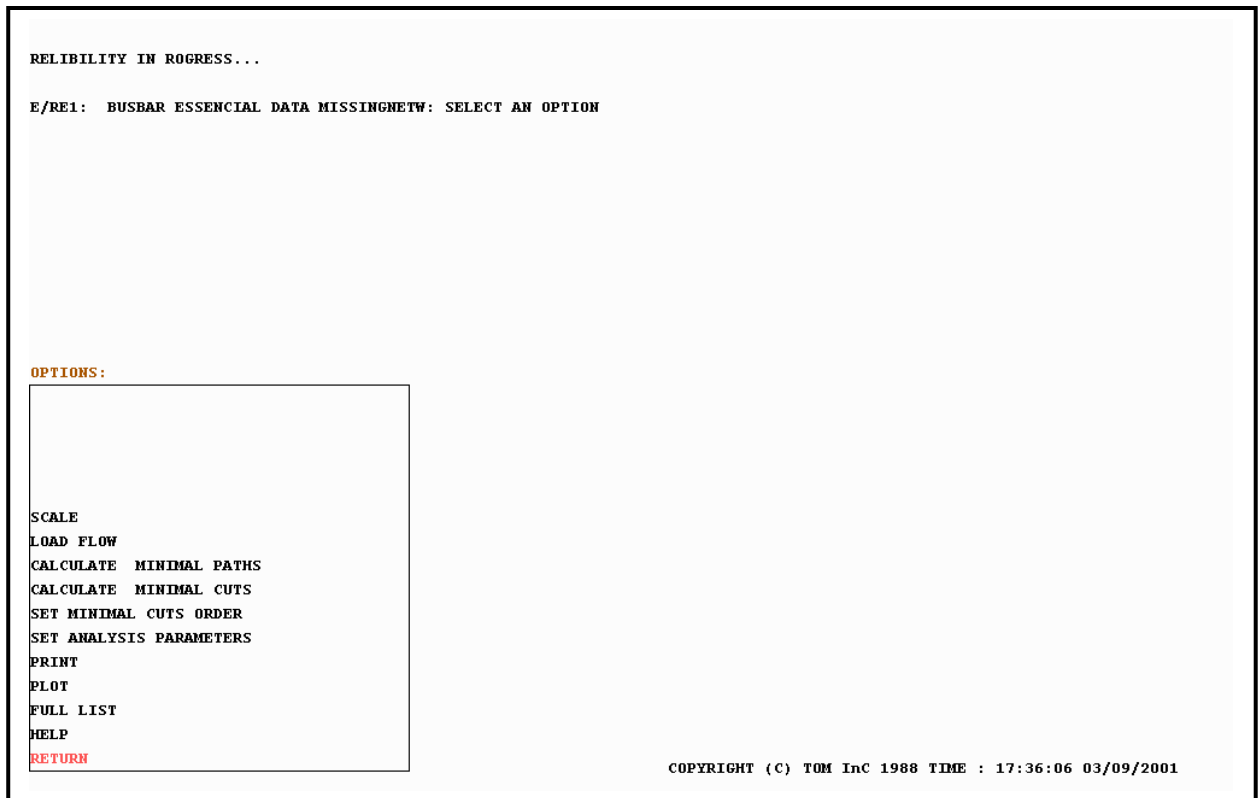 RELIBILITY IN ROGRESS...
E/RE1:  BUSBAR ESSENCIAL DATA MISSINGNETW: SELECT AN OPTION
OPTIONS:
SCALE
LOAD FLOW
CALCULATE  MINIMAL PATHS
CALCULATE  MINIMAL CUTS
SET MINIMAL CUTS ORDER
SET ANALYSIS PARAMETERS
PRINT
PLOT
FULL LIST
HELP
RETURN
COPYRIGHT (C) TOM InC 1988 TIME : 17:36:06 03/09/2001